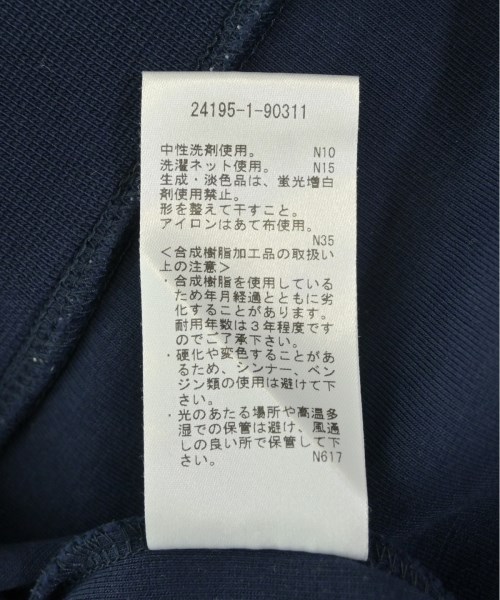 24195-1-90311
中性洗剤使用。 N10
洗濯ネット使用。 N15
生成・淡色品は、蛍光増白
剤使用禁止。
形を整えて干すこと。
アイロンはあて布使用。
N35
＜合成樹脂加工品の取扱い
上の注意＞
・合成樹脂を使用している
ため年月経過とともに劣
化することがあります。
耐用年数は３年程度です
のでご了承下さい。
・硬化や変色することがあ
るため、シンナー、ベン
ジン類の使用は避けて下
さい。
・光のあたる場所や高温多
湿での保管は避け、風通
しの良い所で保管して下
さい。 N617